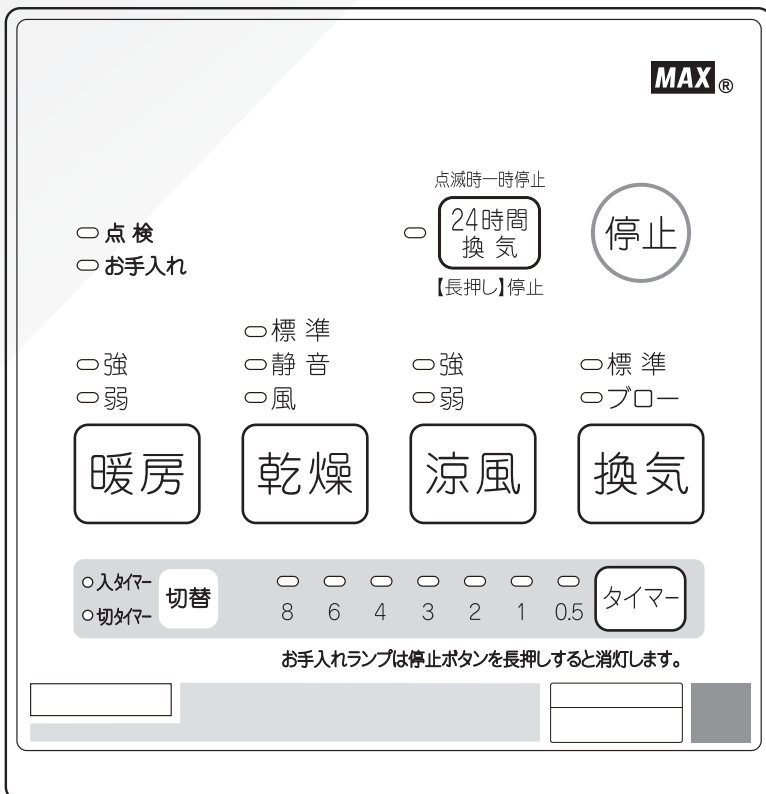 MAX®
点滅時一時停止
24時間
換気
停止
【長押し】停止
点検
お手入れ
強
弱
暖房
標準
静音
風
乾燥
強
弱
涼風
標準
ブロー
換気
入タイマー
切タイマー
切替
8 6 4 3 2 1 0.5
タイマー
お手入れランプは停止ボタンを長押しすると消灯します。